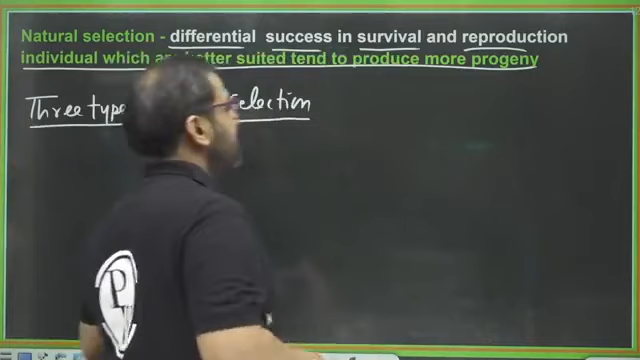 Natural selection - differential success in survival and reproduction
individual which are better suited tend to produce more progeny
Three type selection
P